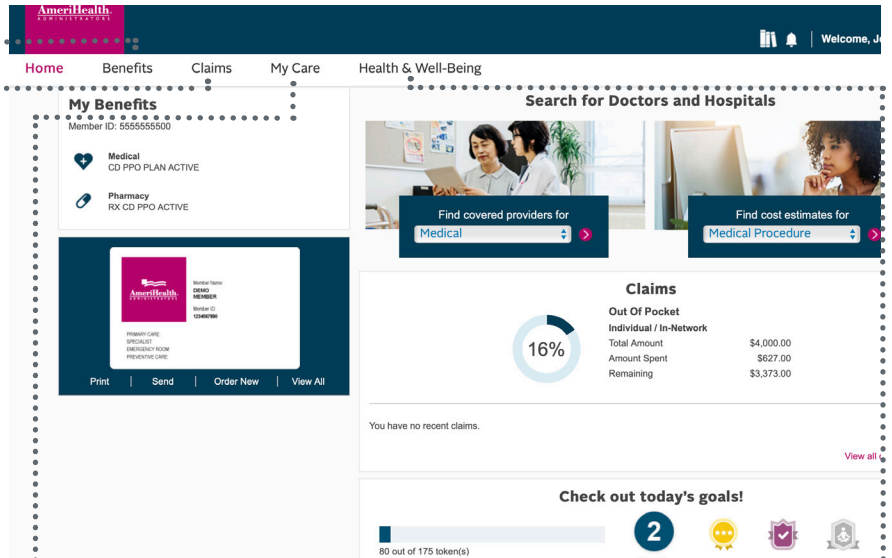 AmeriHealth.
ADMINISTRATORS
Welcome, J
Home Benefits Claims My Care Health & Well-Being
My Benefits
Member ID: 5555555500
Medical
CD PPO PLAN ACTIVE
Pharmacy
RX CD PPO ACTIVE
AmeriHealth.
ADMINISTRATORS
Member Name
DEMO
MEMBER
Member ID
1234567890
PRIMARY CARE:
SPECIALIST
EMERGENCY ROOM
PREVENTIVE CARE:
Print | Send | Order New | View All
Search for Doctors and Hospitals
Find covered providers for
Medical
Find cost estimates for
Medical Procedure
Claims
16%
Out Of Pocket
Individual / In-Network
Total Amount $4,000.00
Amount Spent $627.00
Remaining $3,373.00
You have no recent claims.
View all
Check out today's goals!
80 out of 175 token(s)
2